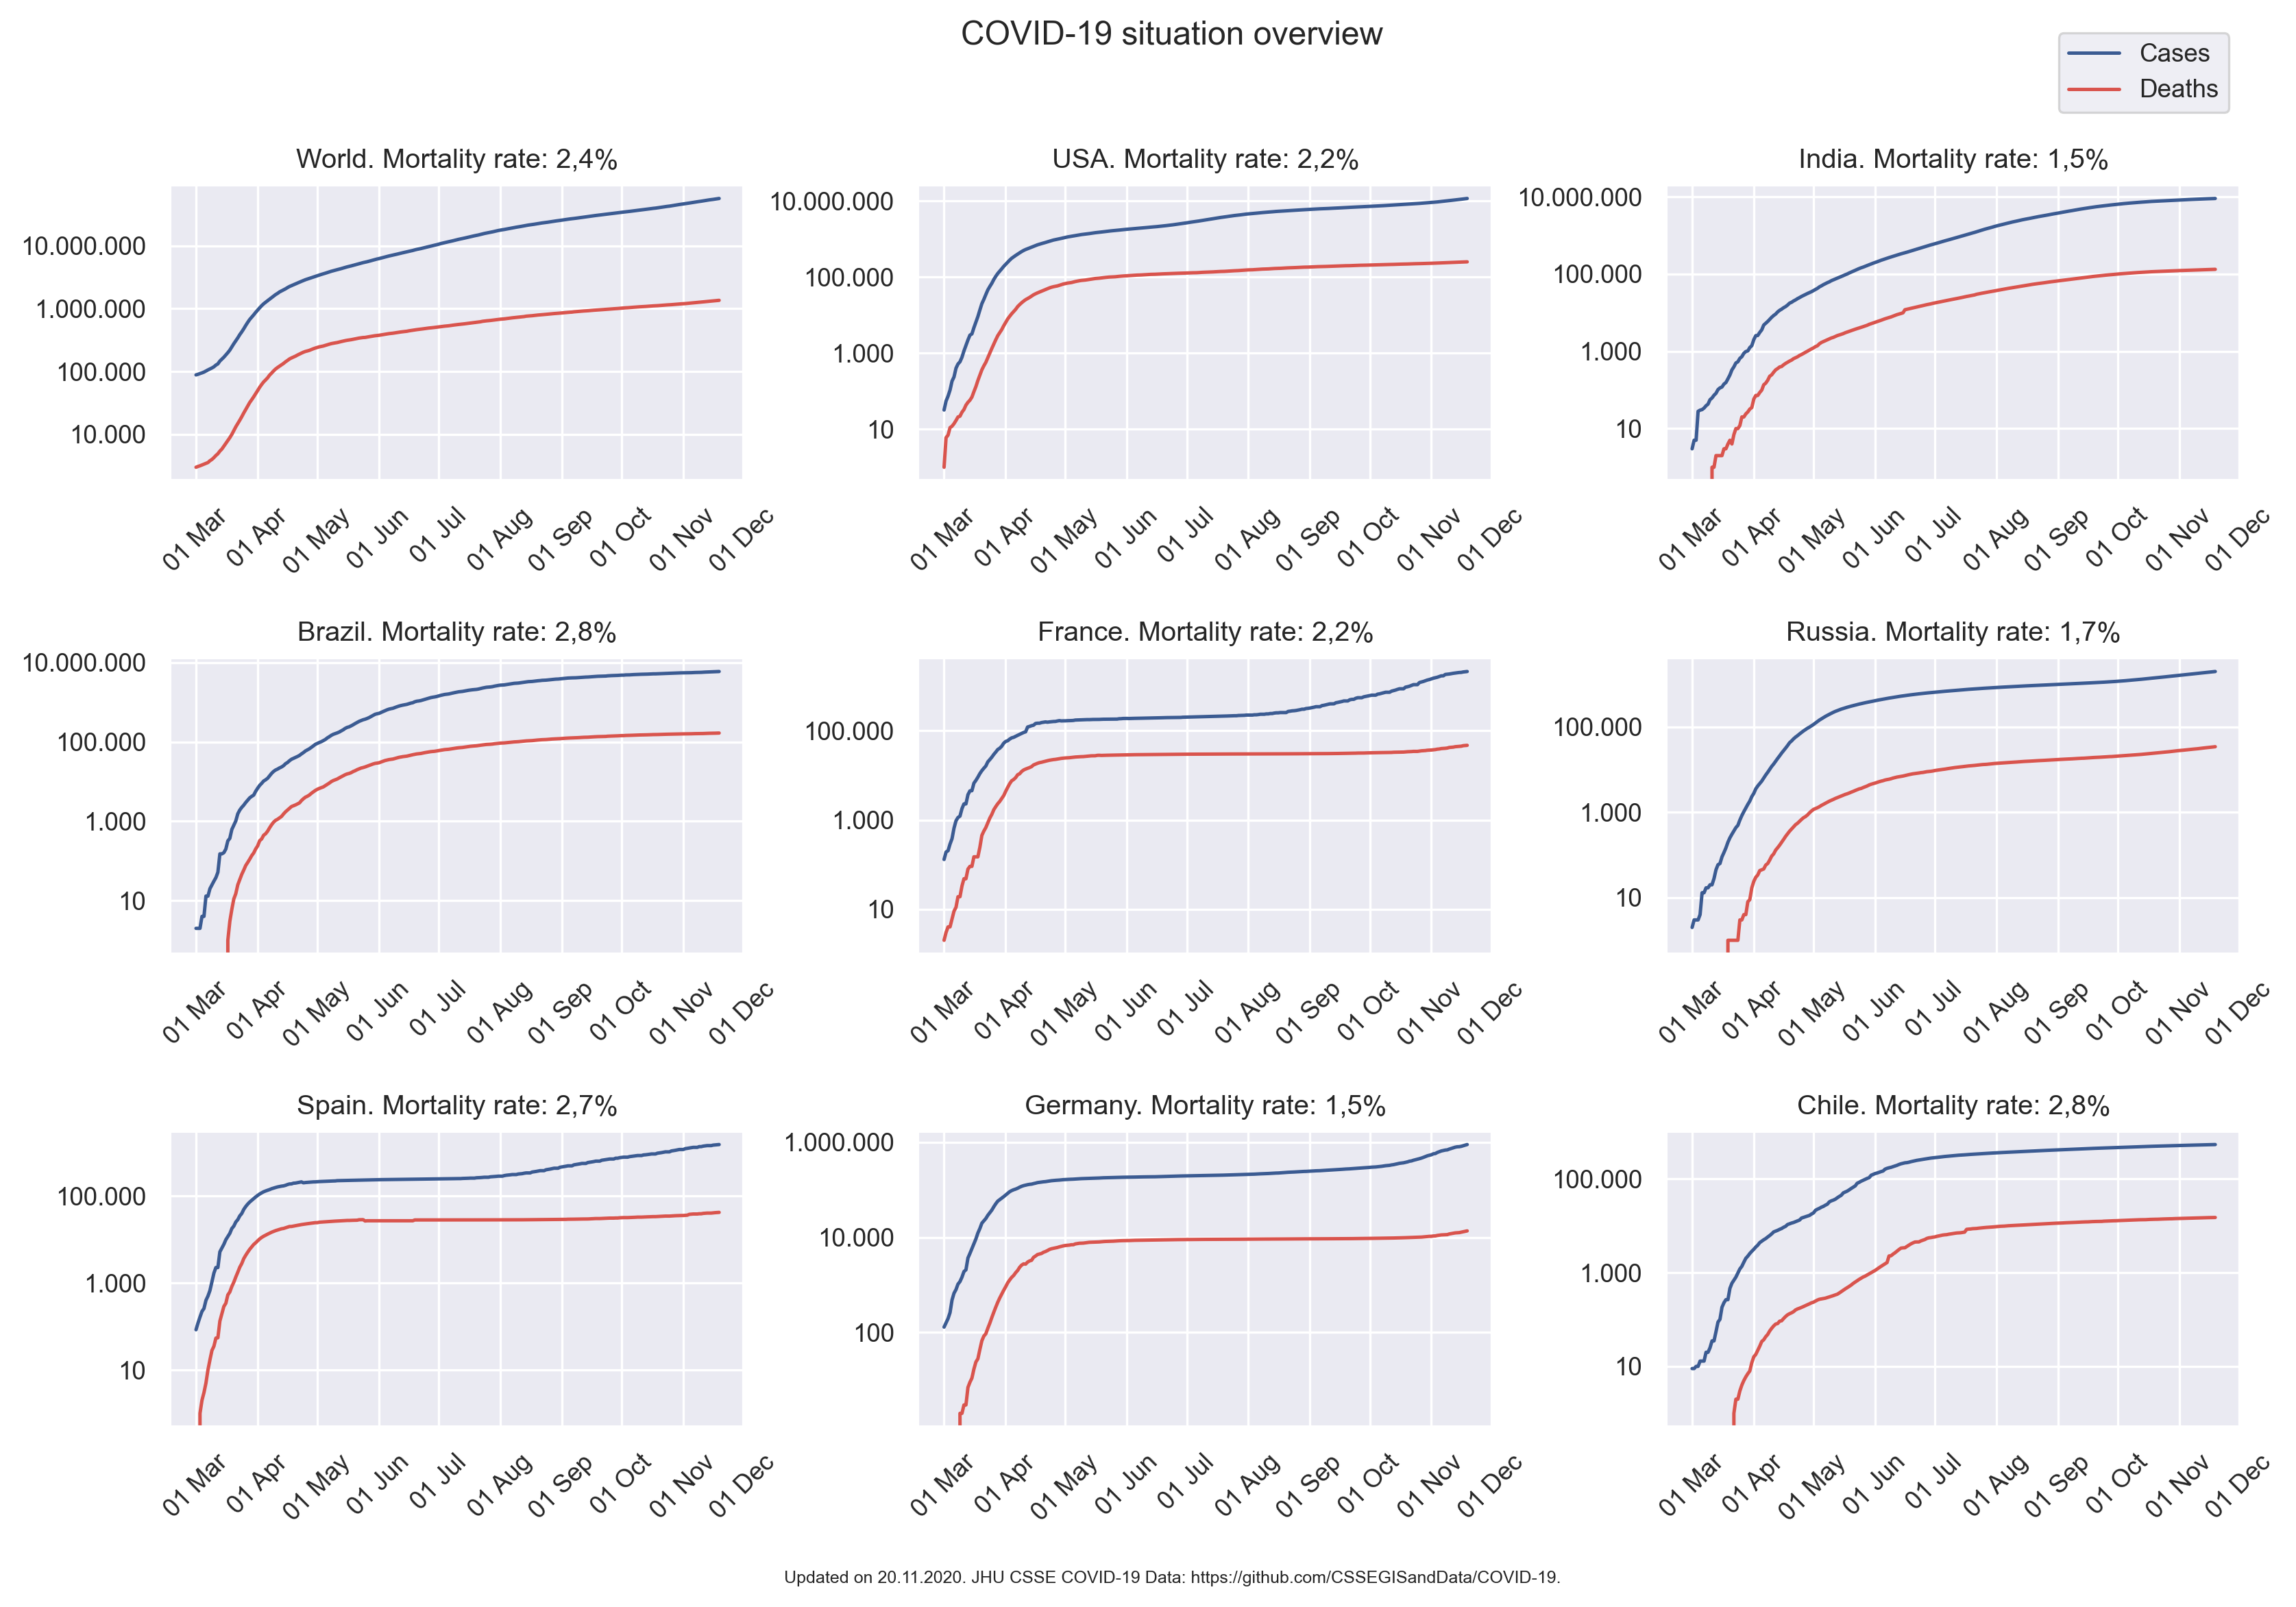 COVID-19 situation overview
Cases
Deaths
World. Mortality rate: 2,4%
10.000.000
1.000.000
100.000
10.000
01 Mar
01 Apr
01 May
01 Jun
01 Jul
01 Aug
01 Sep
01 Oct
01 Nov
01 Dec
USA. Mortality rate: 2,2%
10.000.000
100.000
1.000
10
01 Mar
01 Apr
01 May
01 Jun
01 Jul
01 Aug
01 Sep
01 Oct
01 Nov
01 Dec
India. Mortality rate: 1,5%
10.000.000
100.000
1.000
10
01 Mar
01 Apr
01 May
01 Jun
01 Jul
01 Aug
01 Sep
01 Oct
01 Nov
01 Dec
Brazil. Mortality rate: 2,8%
10.000.000
100.000
1.000
10
01 Mar
01 Apr
01 May
01 Jun
01 Jul
01 Aug
01 Sep
01 Oct
01 Nov
01 Dec
France. Mortality rate: 2,2%
100.000
1.000
10
01 Mar
01 Apr
01 May
01 Jun
01 Jul
01 Aug
01 Sep
01 Oct
01 Nov
01 Dec
Russia. Mortality rate: 1,7%
100.000
1.000
10
01 Mar
01 Apr
01 May
01 Jun
01 Jul
01 Aug
01 Sep
01 Oct
01 Nov
01 Dec
Spain. Mortality rate: 2,7%
100.000
1.000
10
01 Mar
01 Apr
01 May
01 Jun
01 Jul
01 Aug
01 Sep
01 Oct
01 Nov
01 Dec
Germany. Mortality rate: 1,5%
1.000.000
10.000
100
01 Mar
01 Apr
01 May
01 Jun
01 Jul
01 Aug
01 Sep
01 Oct
01 Nov
01 Dec
Chile. Mortality rate: 2,8%
100.000
1.000
10
01 Mar
01 Apr
01 May
01 Jun
01 Jul
01 Aug
01 Sep
01 Oct
01 Nov
01 Dec
Updated on 20.11.2020. JHU CSSE COVID-19 Data: https://github.com/CSSEGISandData/COVID-19.